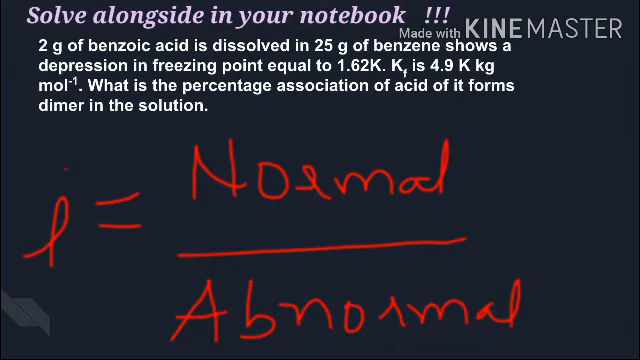 Solve alongside in your notebook !!!
Made with KINEMASTER
2 g of benzoic acid is dissolved in 25 g of benzene shows a
depression in freezing point equal to 1.62K. Kf is 4.9 K kg
mol-1. What is the percentage association of acid of it forms
dimer in the solution.
i = Normal
Abnormal